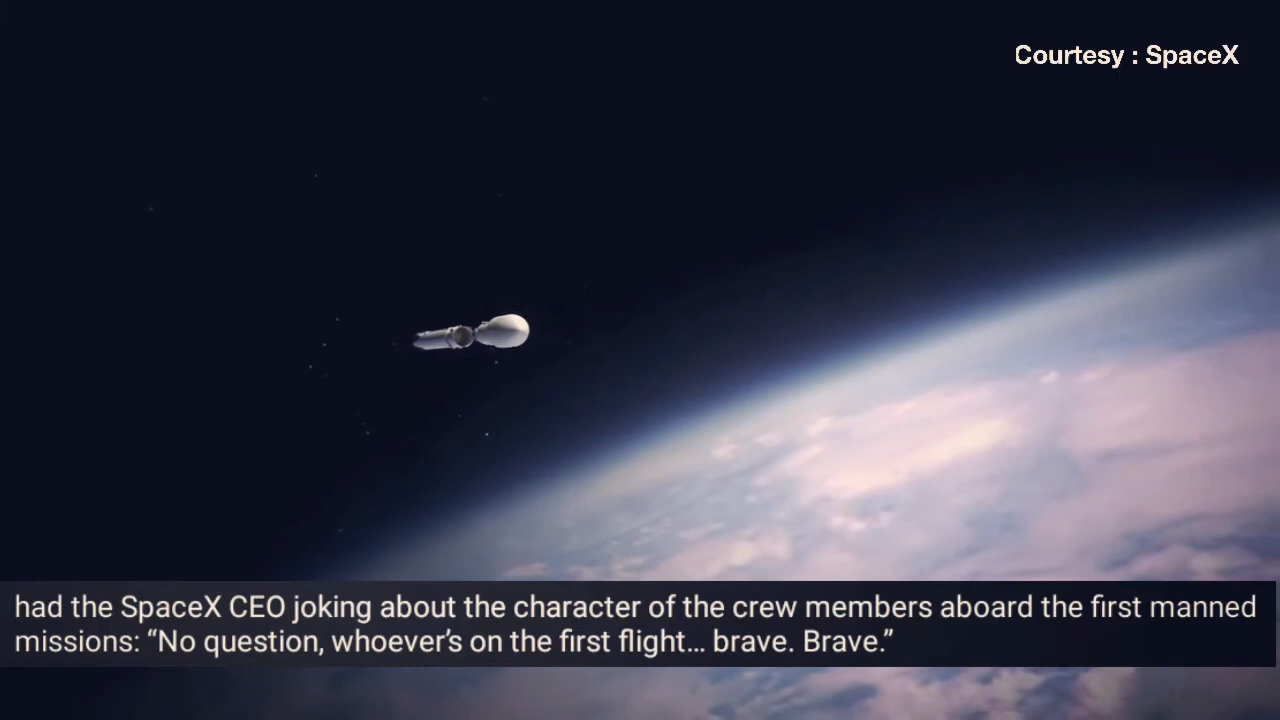 Courtesy : SpaceX
had the SpaceX CEO joking about the character of the crew members aboard the first manned
missions: “No question, whoever’s on the first flight... brave. Brave.”